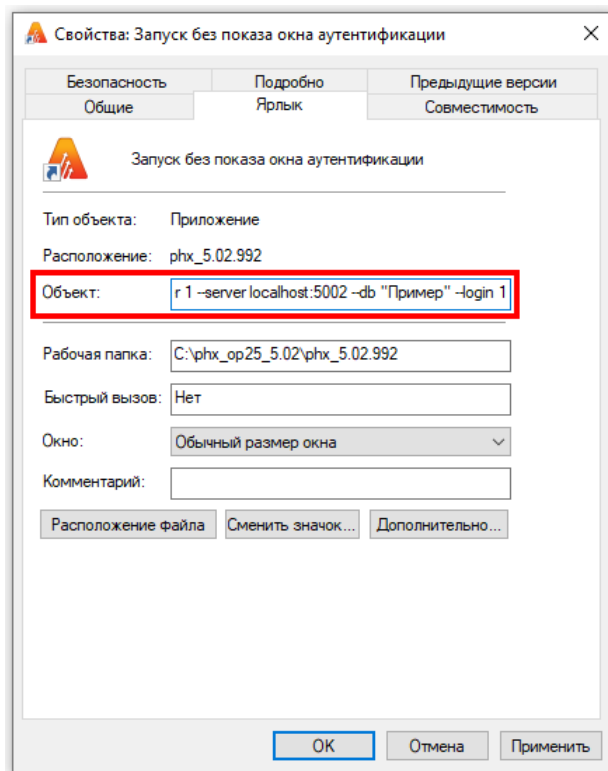 Свойства: Запуск без показа окна аутентификации
Безопасность Подробно Предыдущие версии
Общие Ярлык Совместимость
Запуск без показа окна аутентификации
Тип объекта: Приложение
Расположение: phx_5.02.992
Объект: r 1 --server localhost:5002 --db "Пример" --login 1
Рабочая папка: C:\phx_op25_5.02\phx_5.02.992
Быстрый вызов: Нет
Окно: Обычный размер окна
Комментарий:
Расположение файла Сменить значок... Дополнительно...
OK Отмена Применить